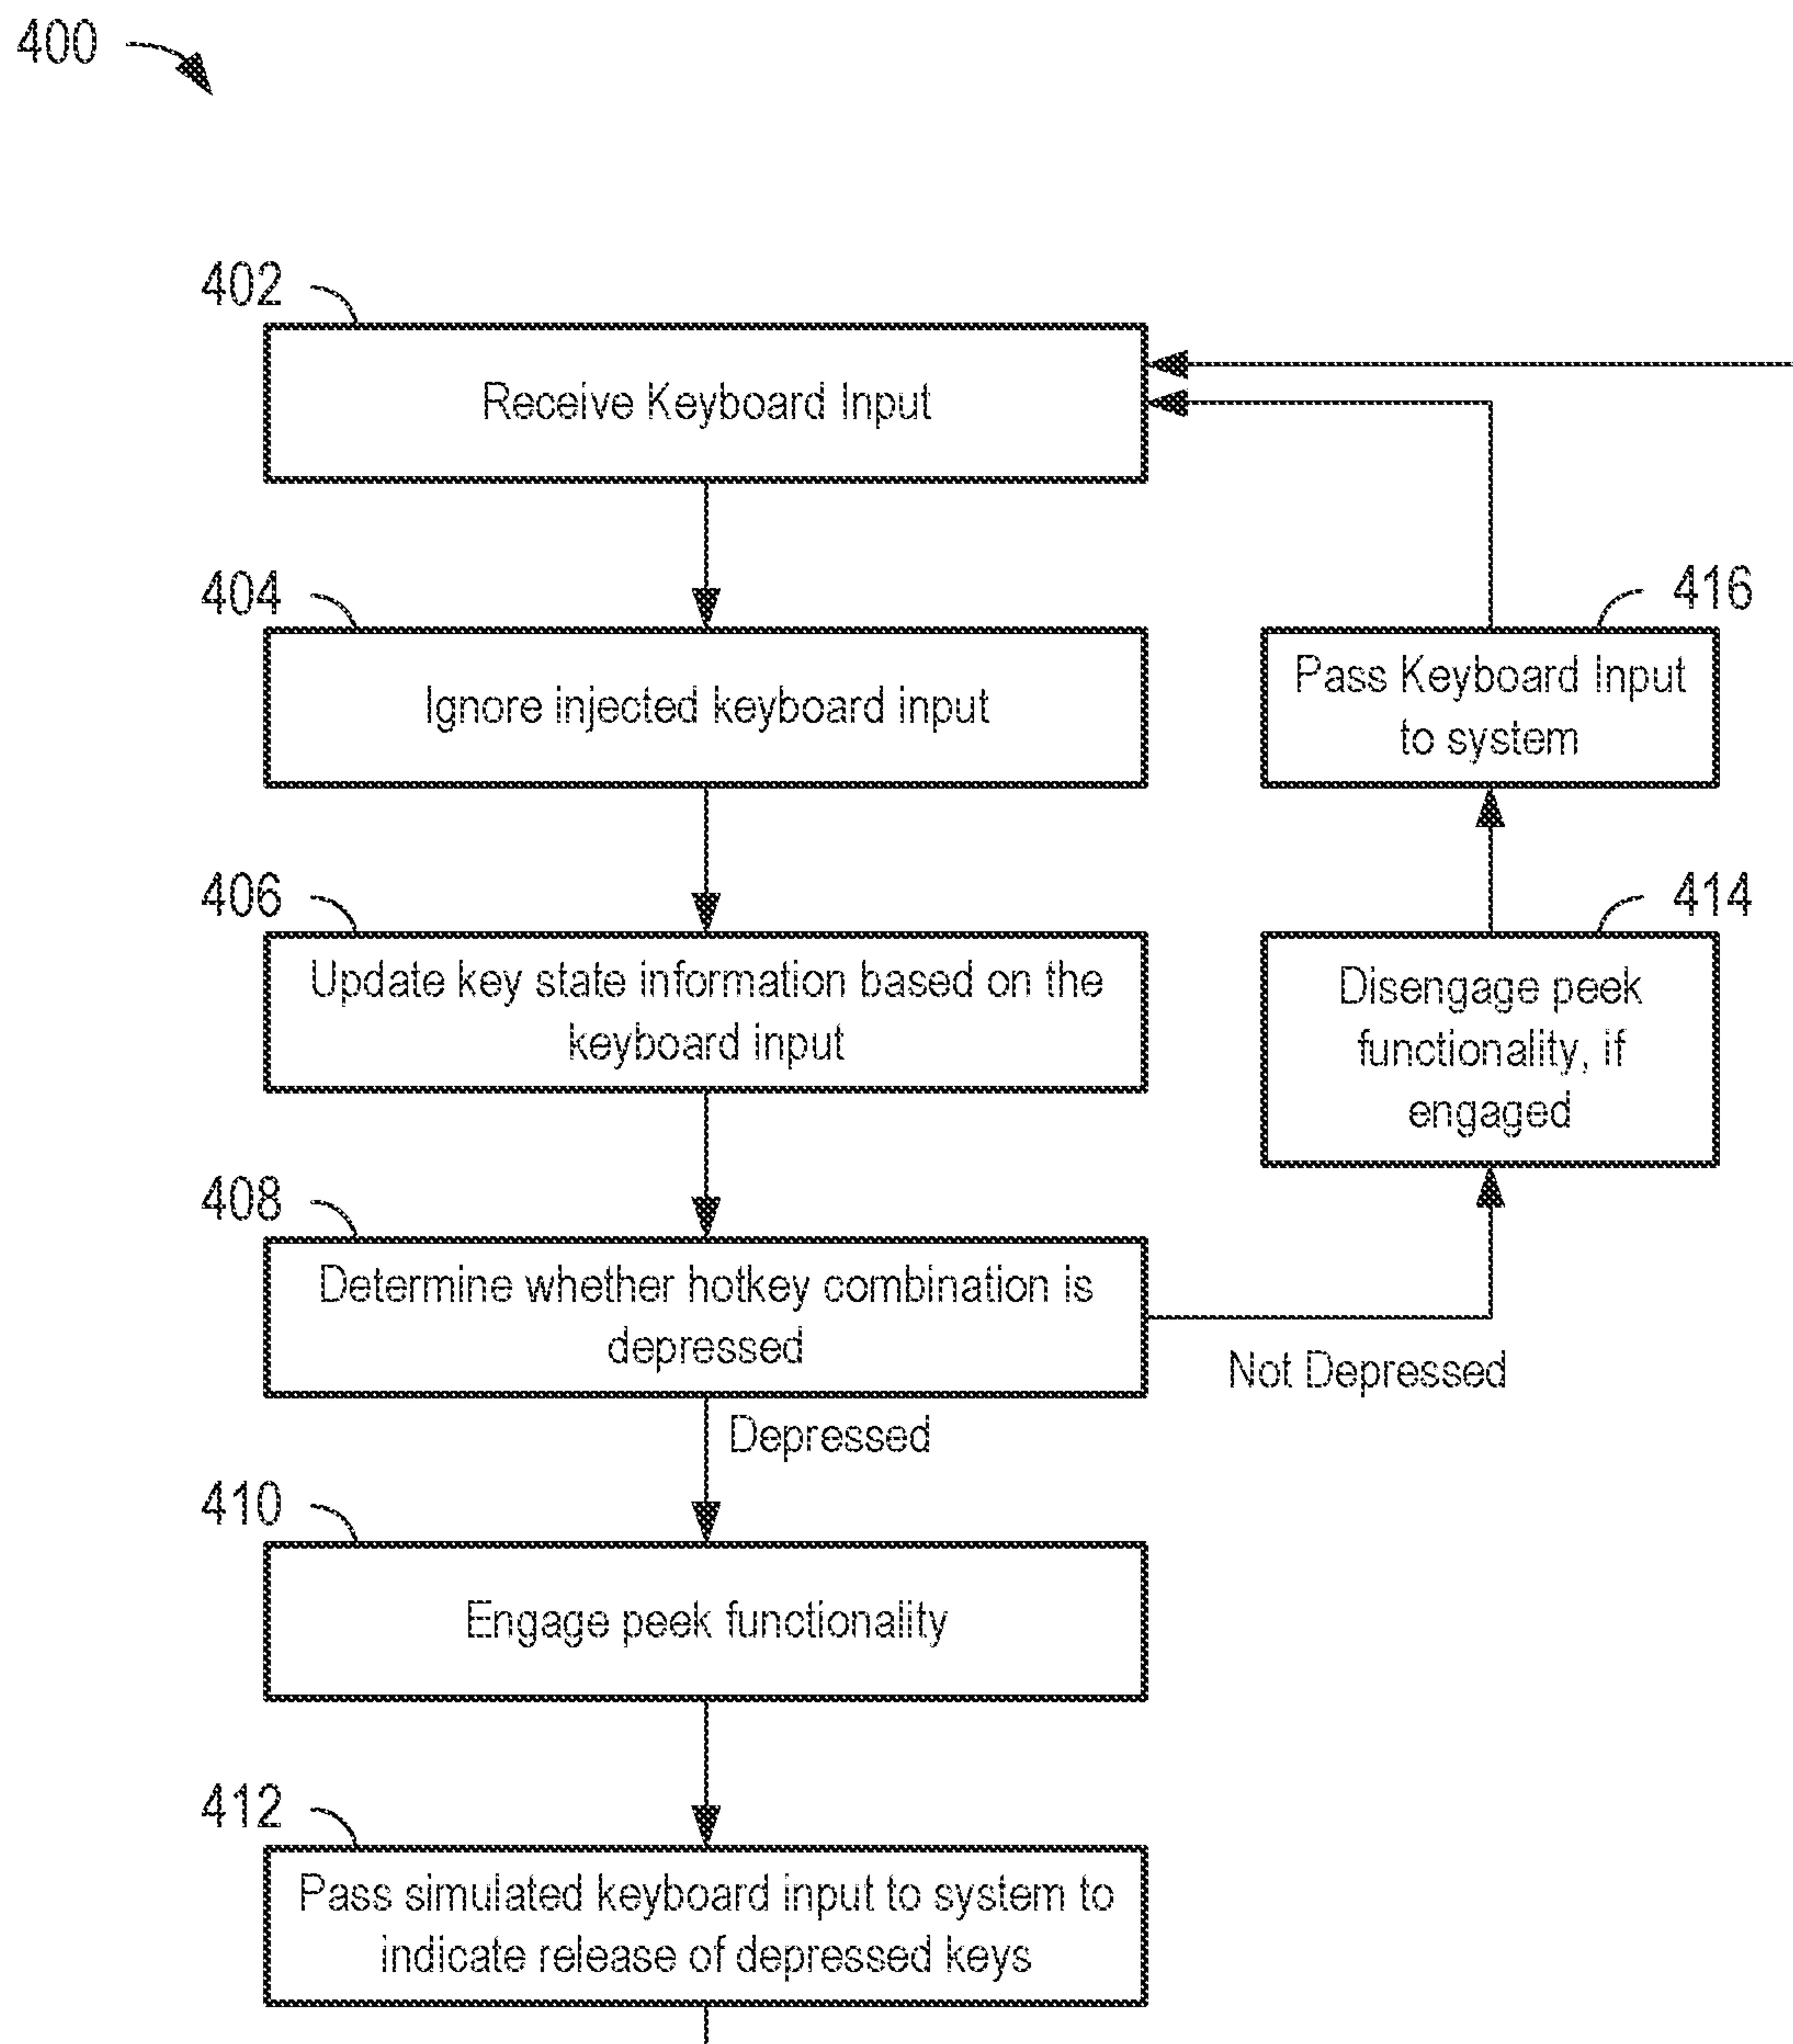 400
402
Receive Keyboard Input
404
Ignore injected keyboard input
416
Pass Keyboard Input
to system
406
Update key state information based on the
keyboard input
414
Disengage peek
functionality, if
engaged
408
Determine whether hotkey combination is
depressed
Not Depressed
Depressed
410
Engage peek functionality
412
Pass simulated keyboard input to system to
indicate release of depressed keys